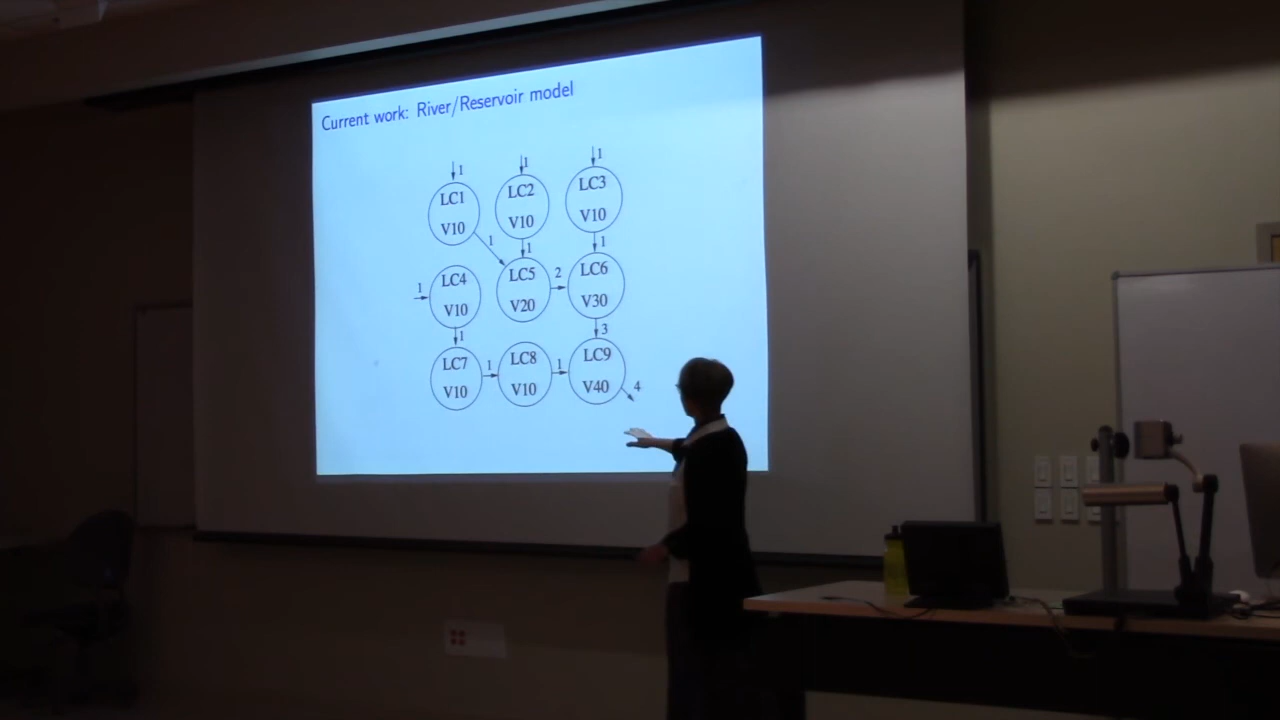 Current work: River/Reservoir model
1
1
1
LC1
V10
LC2
V10
LC3
V10
1
1
1
1
LC4
V10
LC5
V20
2
LC6
V30
1
3
LC7
V10
1
LC8
V10
1
LC9
V40
4